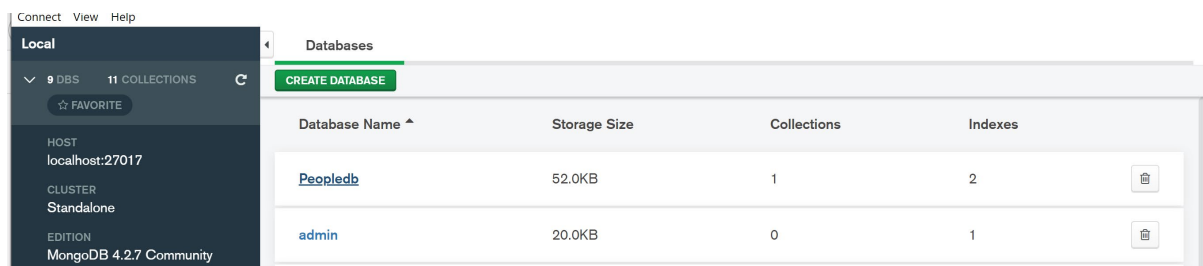 Connect View Help
Local
Databases
9 DBS 11 COLLECTIONS
CREATE DATABASE
FAVORITE
Database Name Storage Size Collections Indexes
HOST
localhost:27017
Peopledb 52.0KB 1 2
CLUSTER
Standalone
admin 20.0KB 0 1
EDITION
MongoDB 4.2.7 Community